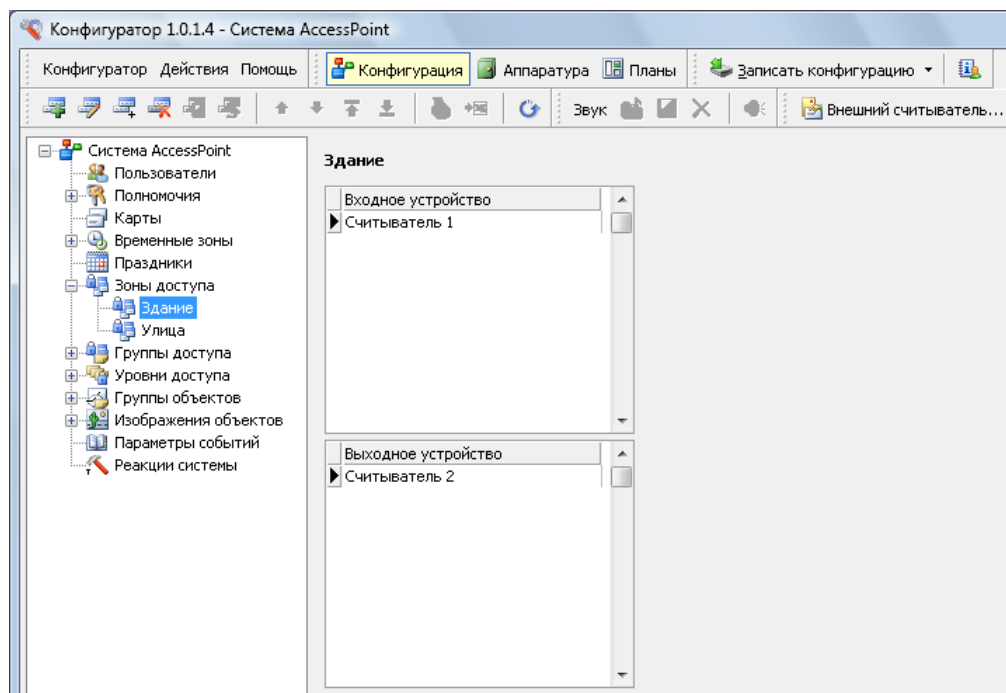 Конфигуратор 1.0.1.4 - Система AccessPoint
Конфигуратор Действия Помощь Конфигурация Аппаратура Планы Записать конфигурацию
Звук Внешний считыватель...
Система AccessPoint
Пользователи
Полномочия
Карты
Временные зоны
Праздники
Зоны доступа
Здание
Улица
Группы доступа
Уровни доступа
Группы объектов
Изображения объектов
Параметры событий
Реакции системы
Здание
Входное устройство
Считыватель 1
Выходное устройство
Считыватель 2